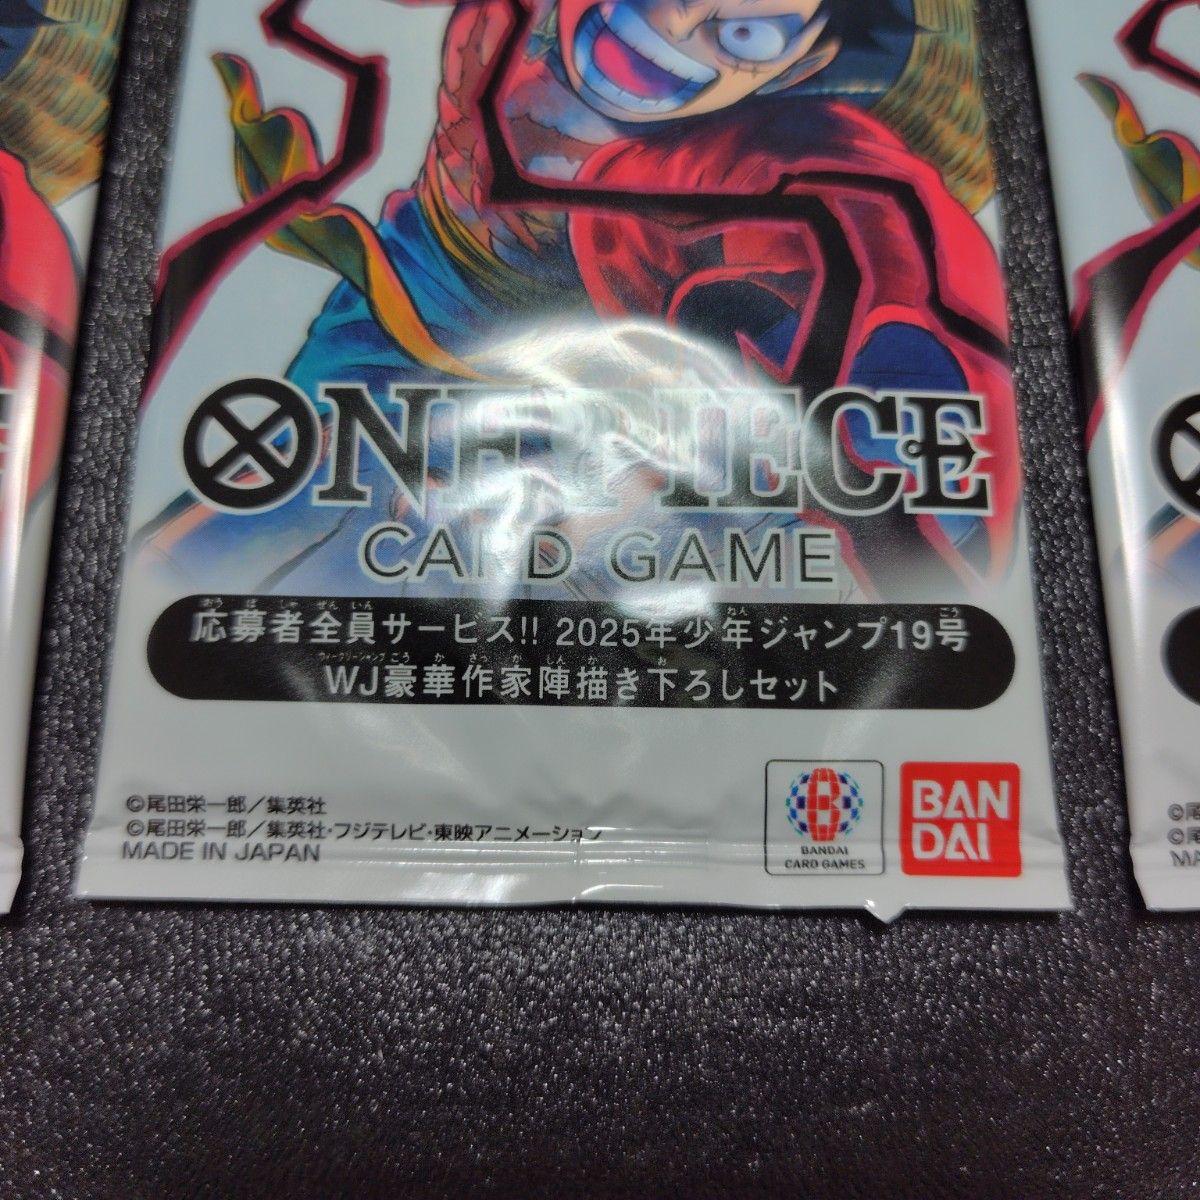 ONE PIECE
CARD GAME
応募者全員サービス!! 2025年少年ジャンプ19号
WJ豪華作家陣描き下ろしセット
©尾田栄一郎／集英社
©尾田栄一郎／集英社・フジテレビ・東映アニメーション
MADE IN JAPAN
BANDAI
CARD GAMES
BAN
DAI